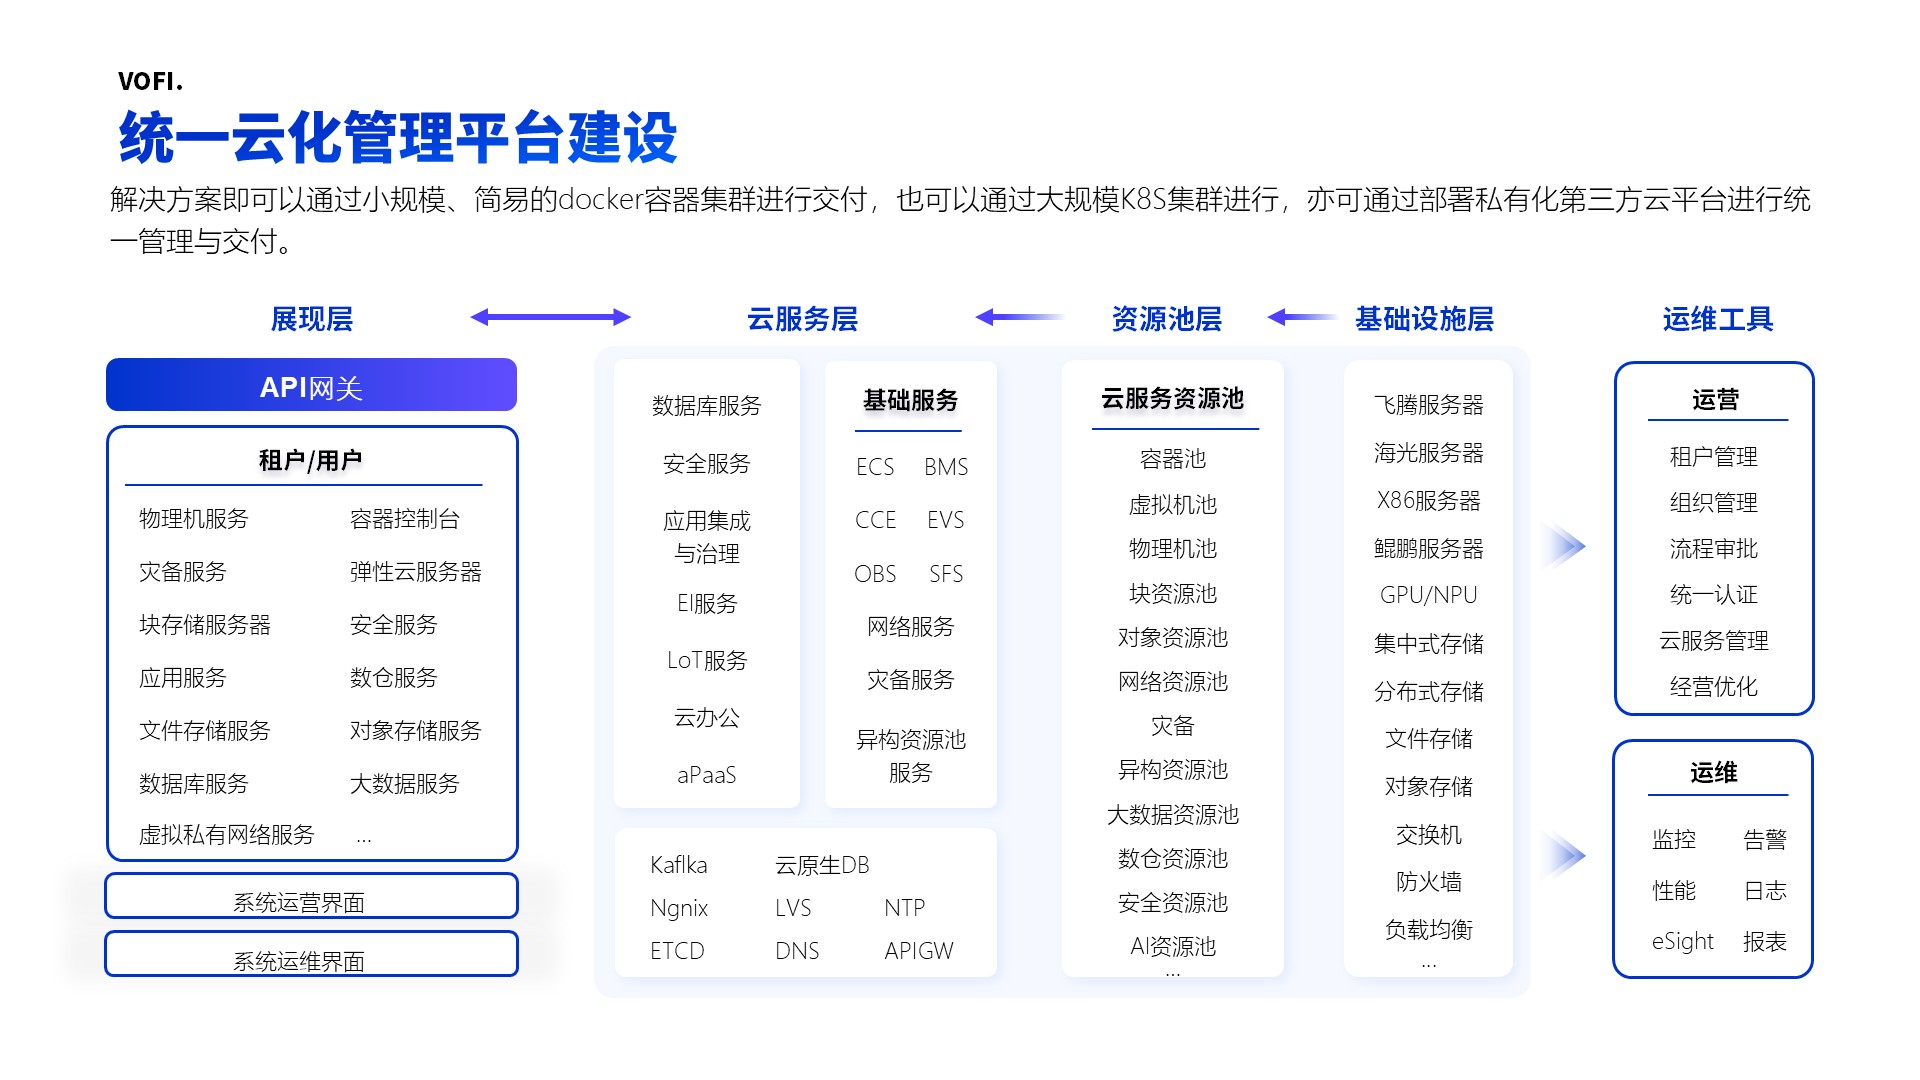 VOFI.
统一云化管理平台建设
解决方案即可以通过小规模、简易的docker容器集群进行交付，也可以通过大规模K8S集群进行，亦可通过部署私有化第三方云平台进行统
一管理与交付。
展现层
云服务层
资源池层
基础设施层
运维工具
API网关
租户/用户
物理机服务 容器控制台
灾备服务 弹性云服务器
块存储服务器 安全服务
应用服务 数仓服务
文件存储服务 对象存储服务
数据库服务 大数据服务
虚拟私有网络服务 ...
系统运营界面
系统运维界面
数据库服务
安全服务
应用集成
与治理
EI服务
LoT服务
云办公
aPaaS
基础服务
ECS BMS
CCE EVS
OBS SFS
网络服务
灾备服务
异构资源池
服务
Kaflka 云原生DB
Ngnix LVS NTP
ETCD DNS APIGW
云服务资源池
容器池
虚拟机池
物理机池
块资源池
对象资源池
网络资源池
灾备
异构资源池
大数据资源池
数仓资源池
安全资源池
AI资源池
...
飞腾服务器
海光服务器
X86服务器
鲲鹏服务器
GPU/NPU
集中式存储
分布式存储
文件存储
对象存储
交换机
防火墙
负载均衡
...
运营
租户管理
组织管理
流程审批
统一认证
云服务管理
经营优化
运维
监控 告警
性能 日志
eSight 报表